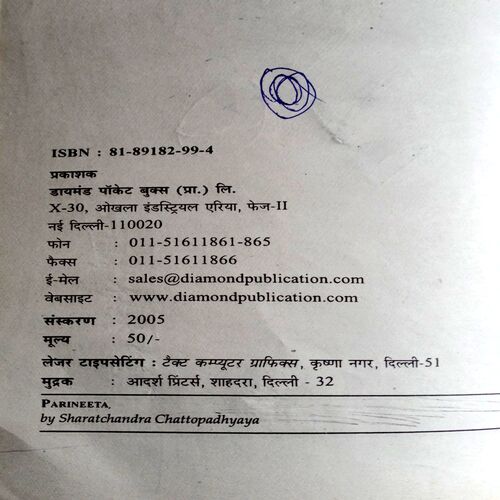 ISBN : 81-89182-99-4
प्रकाशक
डायमंड पॉकेट बुक्स (प्रा.) लि.
X-30, ओखला इंडस्ट्रियल एरिया, फेज-II
नई दिल्ली-110020
फोन : 011-51611861-865
फैक्स : 011-51611866
ई-मेल : sales@diamondpublication.com
वेबसाइट : www.diamondpublication.com
संस्करण : 2005
मूल्य : 50/-
लेजर टाइपसेटिंग : टैक्ट कम्प्यूटर ग्राफिक्स, कृष्णा नगर, दिल्ली-51
मुद्रक : आदर्श प्रिंटर्स, शाहदरा, दिल्ली - 32
PARINEETA,
by Sharatchandra Chattopadhyaya